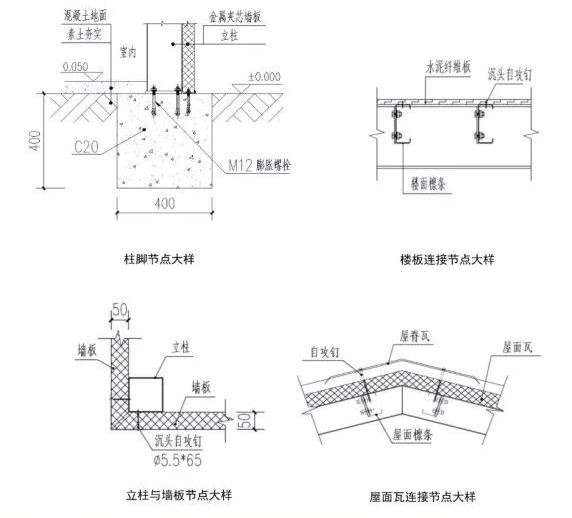 混凝土地面
素土夯实
室内
金属夹芯墙板
立柱
0.050
±0.000
400
C20
M12膨胀螺栓
400
柱脚节点大样
水泥纤维板
沉头自攻钉
楼面檩条
楼板连接节点大样
50
墙板
立柱
墙板
50
沉头自攻钉
Ø5.5*65
立柱与墙板节点大样
屋脊瓦
自攻钉
屋面瓦
屋面檩条
屋面瓦连接节点大样